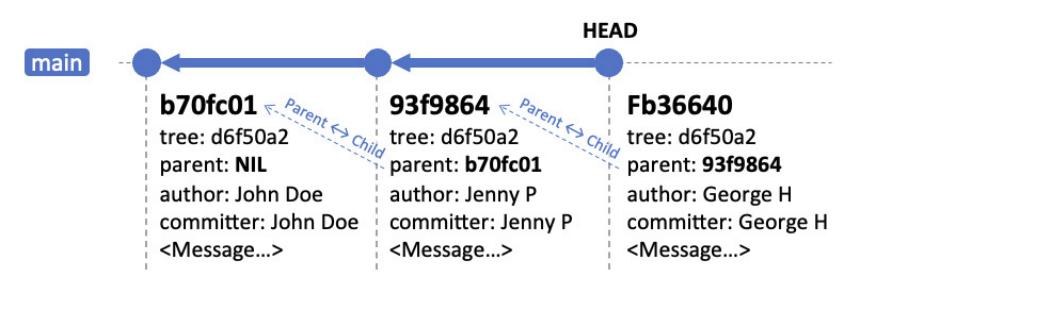 HEAD
main
b70fc01
tree: d6f50a2
parent: NIL
author: John Doe
committer: John Doe
<Message...>
Parent <-> Child
93f9864
tree: d6f50a2
parent: b70fc01
author: Jenny P
committer: Jenny P
<Message...>
Parent <-> Child
Fb36640
tree: d6f50a2
parent: 93f9864
author: George H
committer: George H
<Message...>